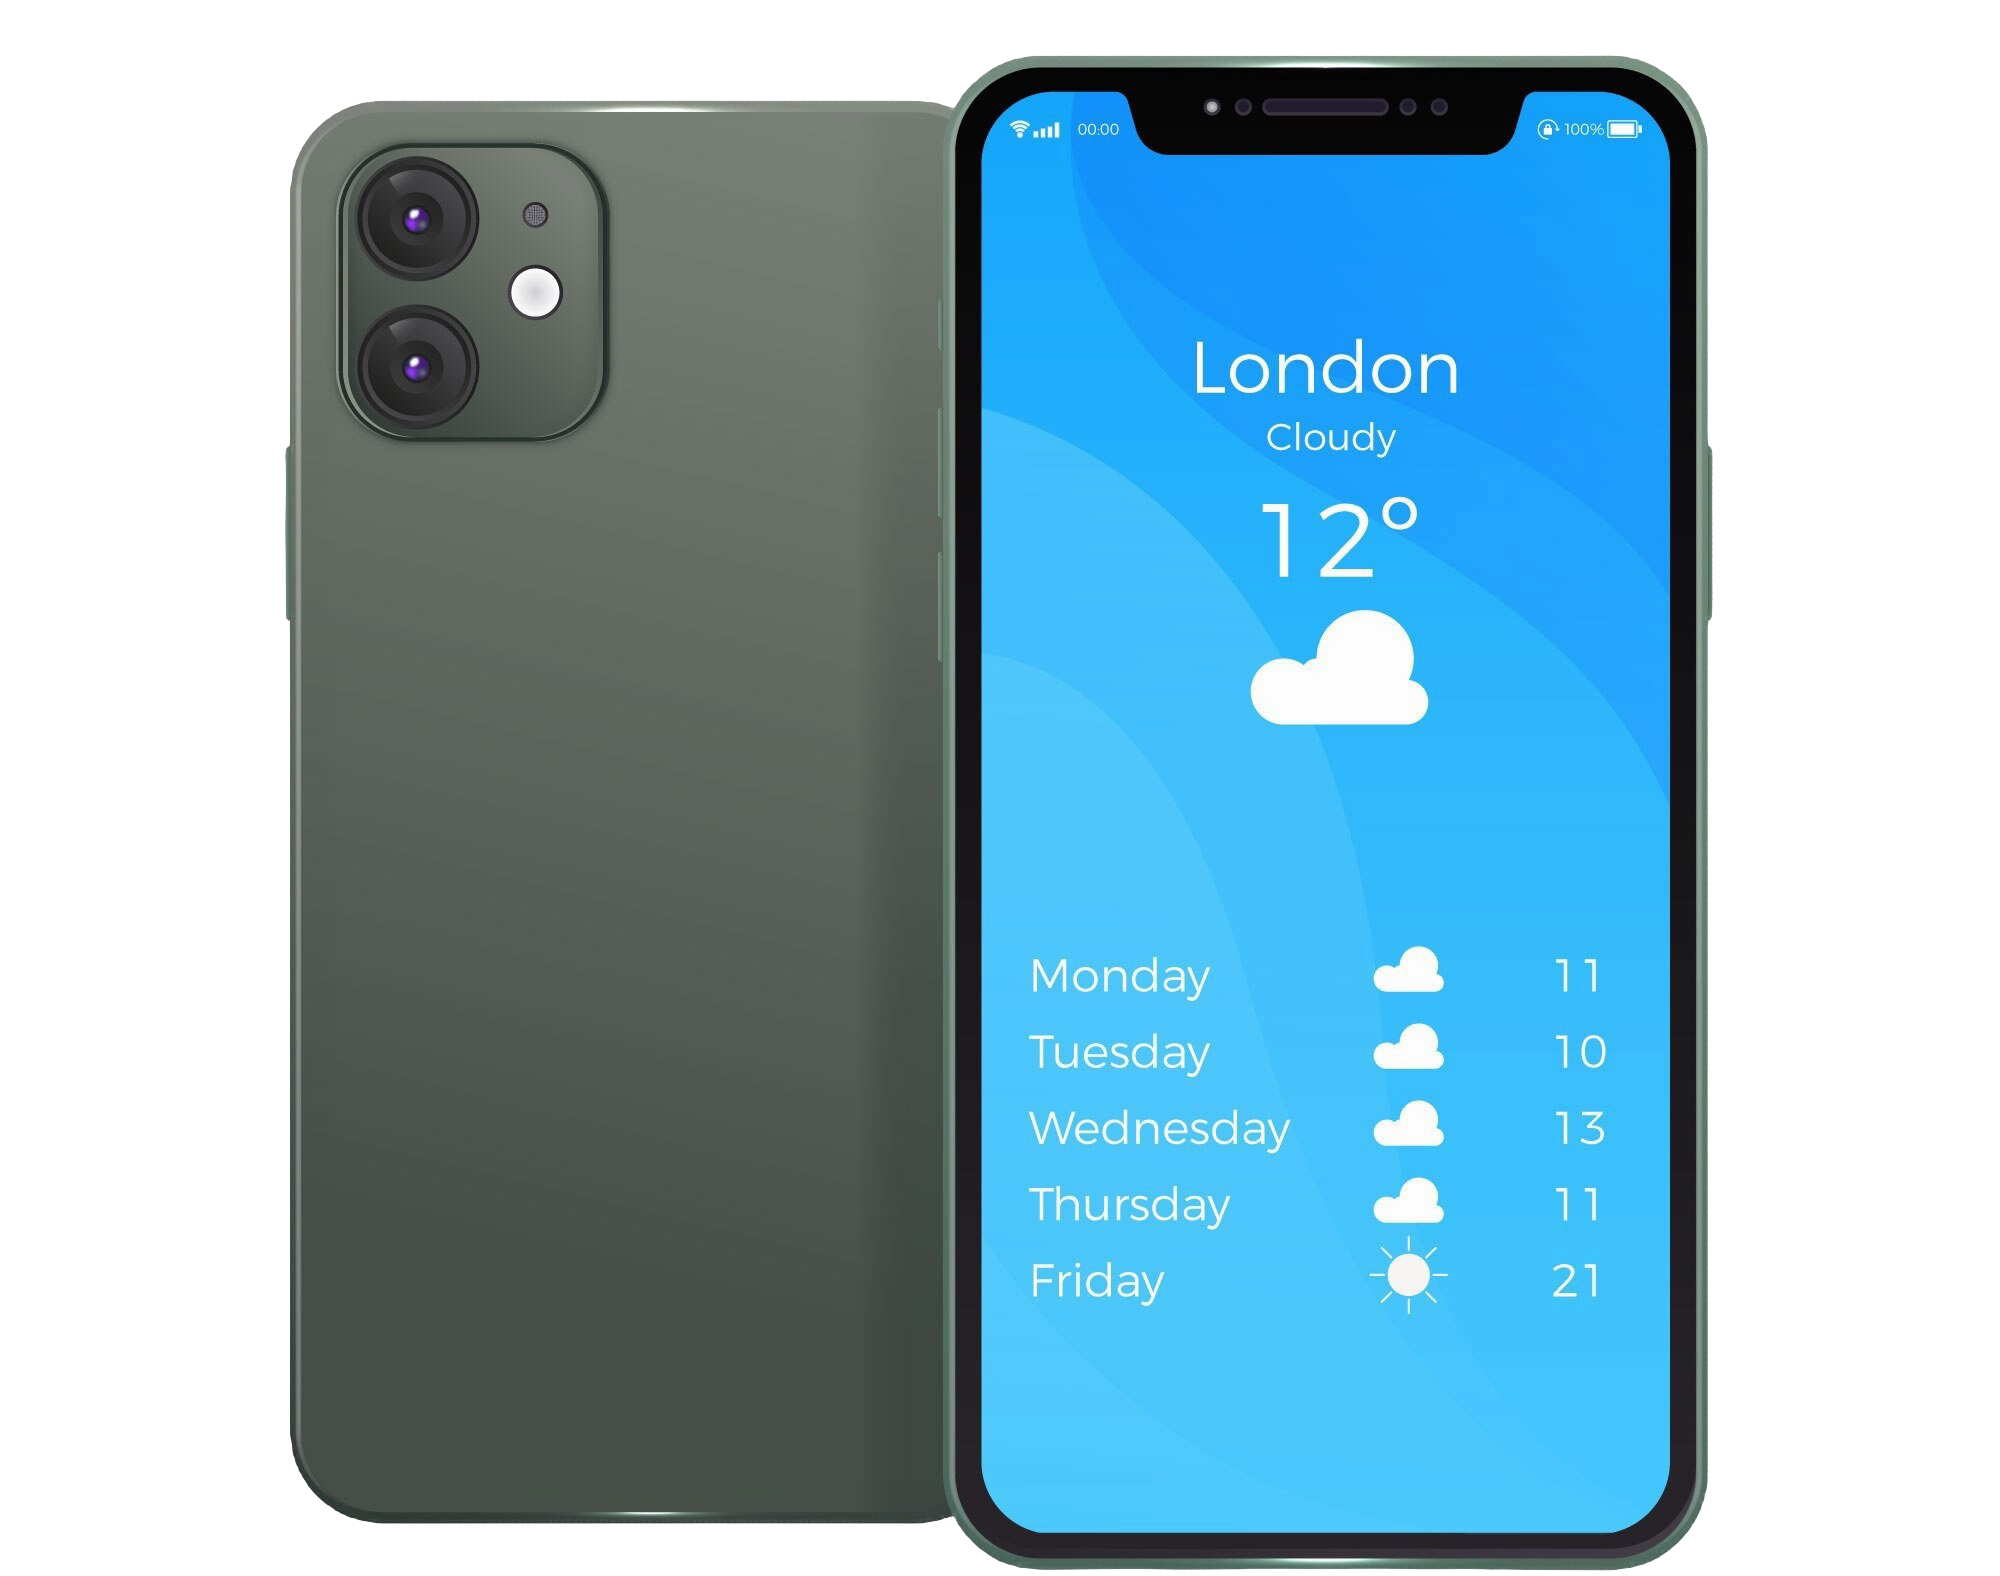 00:00 100%
London
Cloudy
12°
Monday 11
Tuesday 10
Wednesday 13
Thursday 11
Friday 21